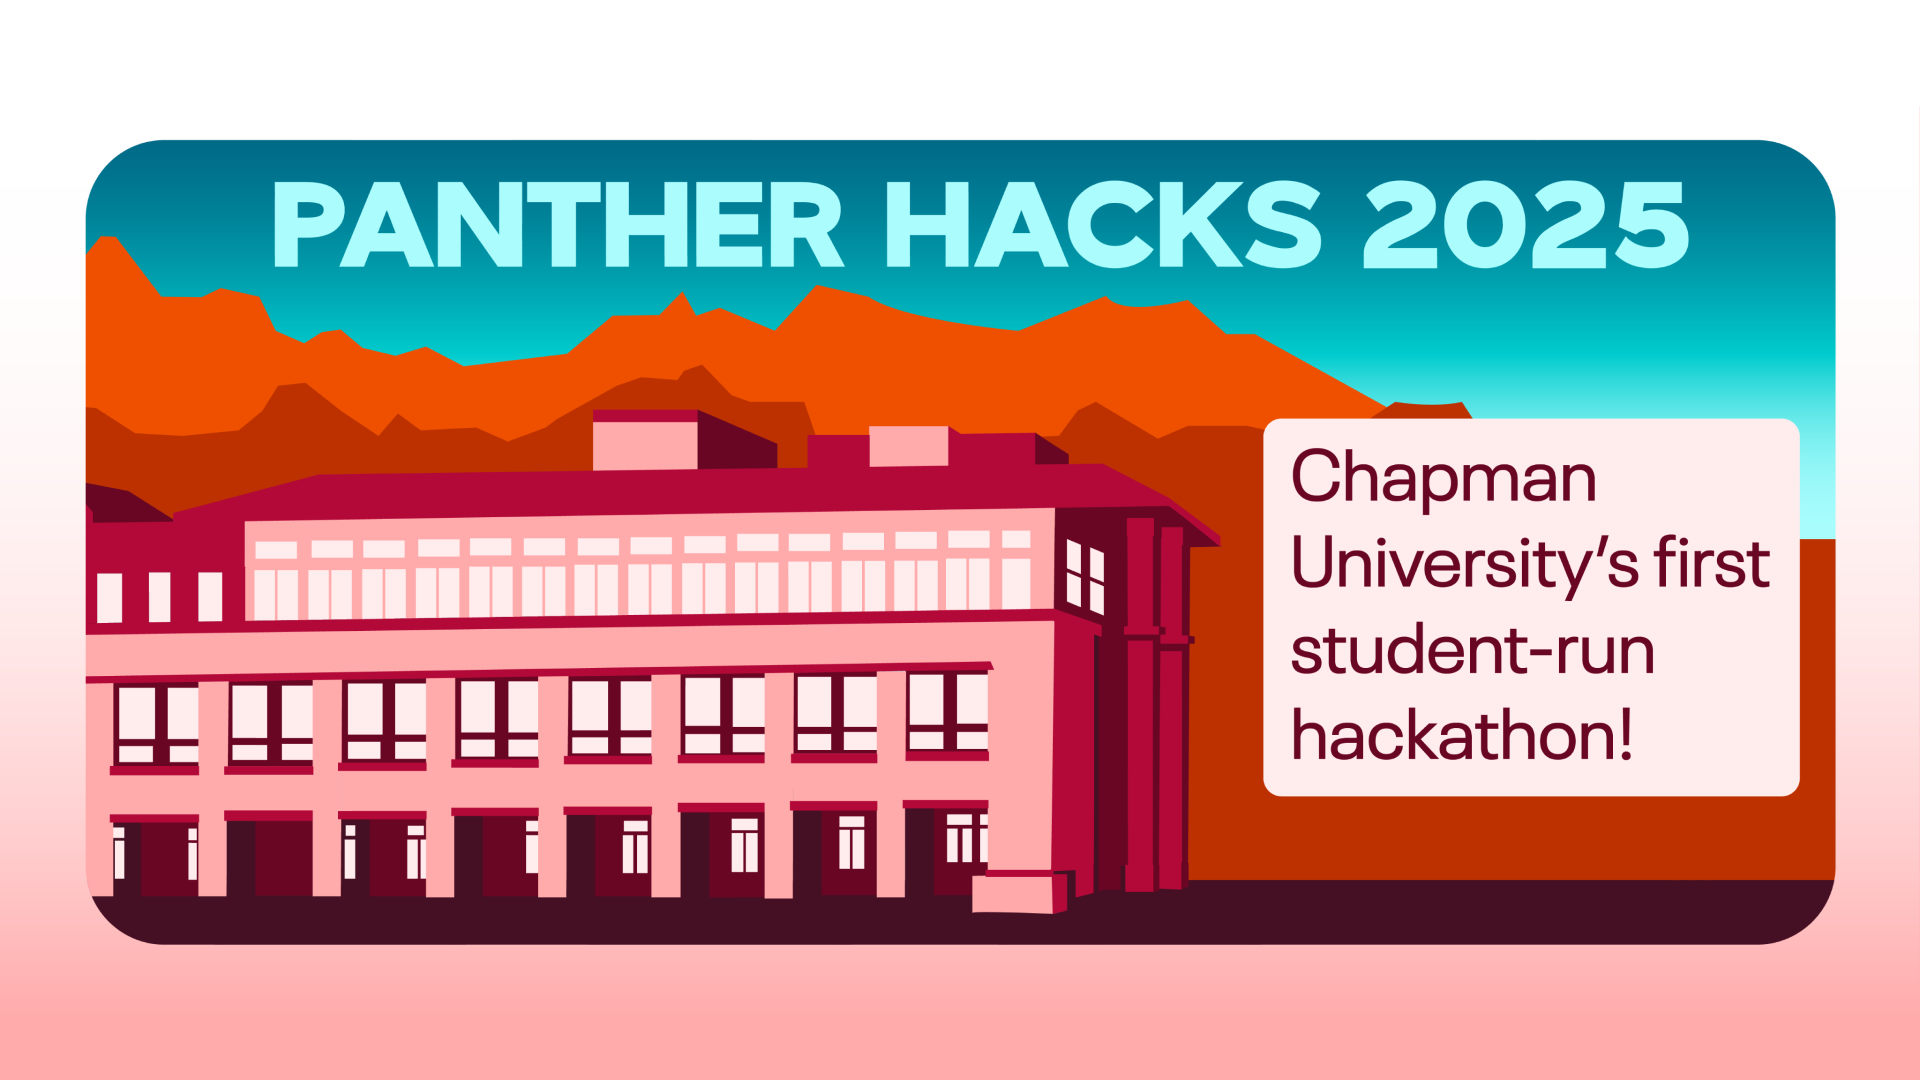 PANTHER HACKS 2025
Chapman
University’s first
student-run
hackathon!